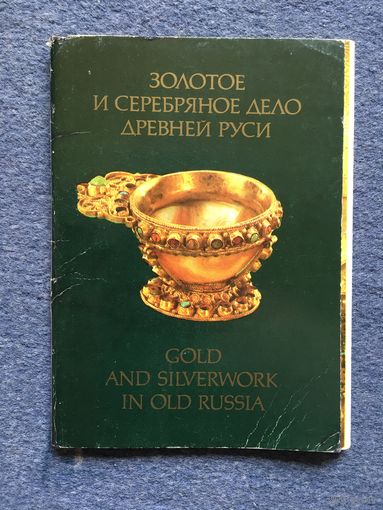 ЗОЛОТОЕ
И СЕРЕБРЯНОЕ ДЕЛО
ДРЕВНЕЙ РУСИ
GOLD
AND SILVERWORK
IN OLD RUSSIA